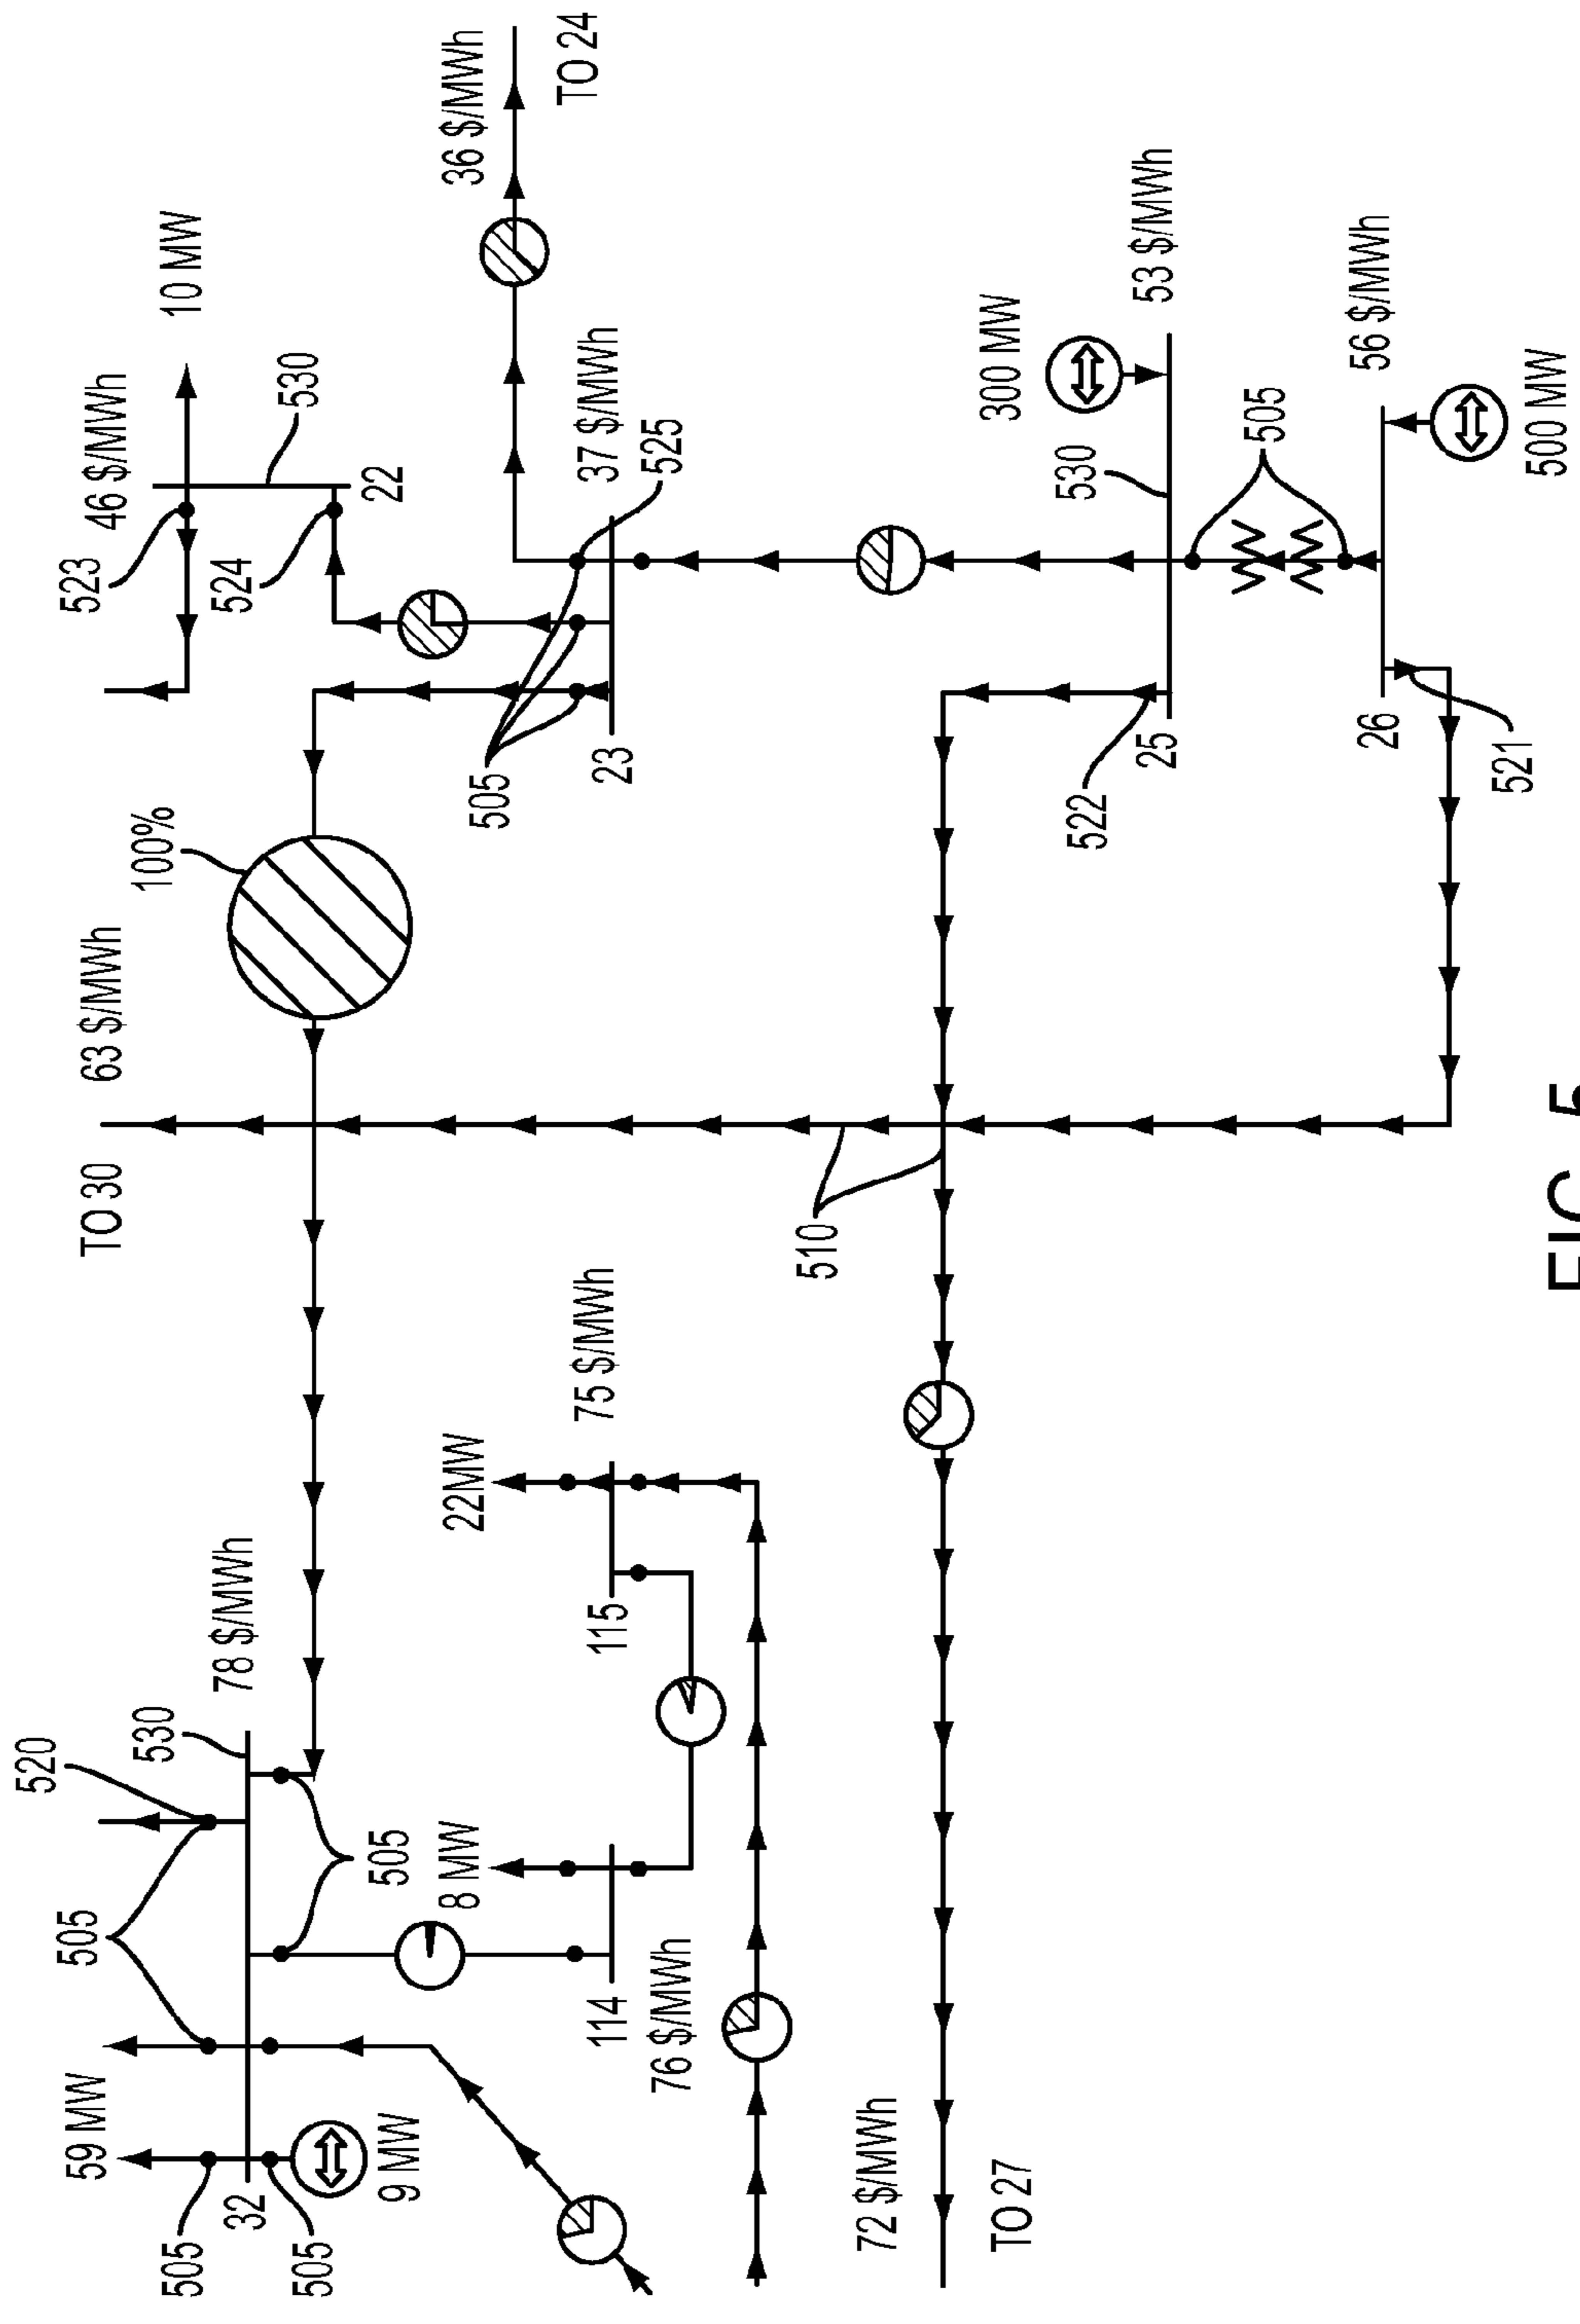 520
505
59 MW
TO 30
63 $/MWh
523
46 $/MWh
530
100%
505
10 MW
78 $/MWh
524
32
530
505
22
505
9 MW
8 MW
22MW
505
36 $/MWh
TO 24
75 $/MWh
37 $/MWh
114
115
23
525
76 $/MWh
510
72 $/MWh
300 MW
TO 27
530
522
53 $/MWh
25
505
56 $/MWh
26
521
500 MW
FIG. 5